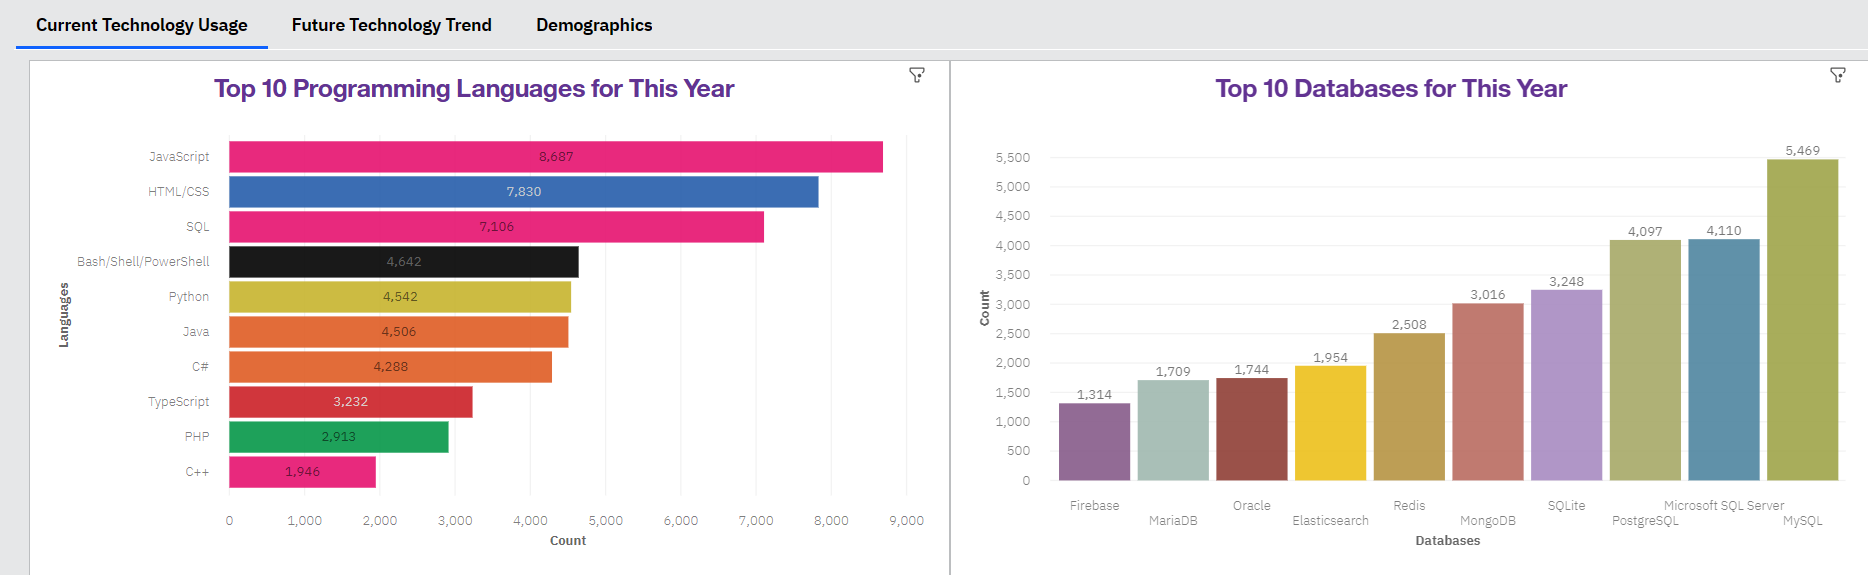 Current Technology Usage
Future Technology Trend
Demographics
Top 10 Programming Languages for This Year
Languages
JavaScript
8,687
HTML/CSS
7,830
SQL
7,106
Bash/Shell/PowerShell
4,642
Python
4,542
Java
4,506
C#
4,288
TypeScript
3,232
PHP
2,913
C++
1,946
0 1,000 2,000 3,000 4,000 5,000 6,000 7,000 8,000 9,000
Count
Top 10 Databases for This Year
Count
5,500
5,000
4,500
4,000
3,500
3,000
2,500
2,000
1,500
1,000
500
0
1,314
1,709
1,744
1,954
2,508
3,016
3,248
4,097
4,110
5,469
Firebase
MariaDB
Oracle
Elasticsearch
Redis
MongoDB
SQLite
PostgreSQL
Microsoft SQL Server
MySQL
Databases